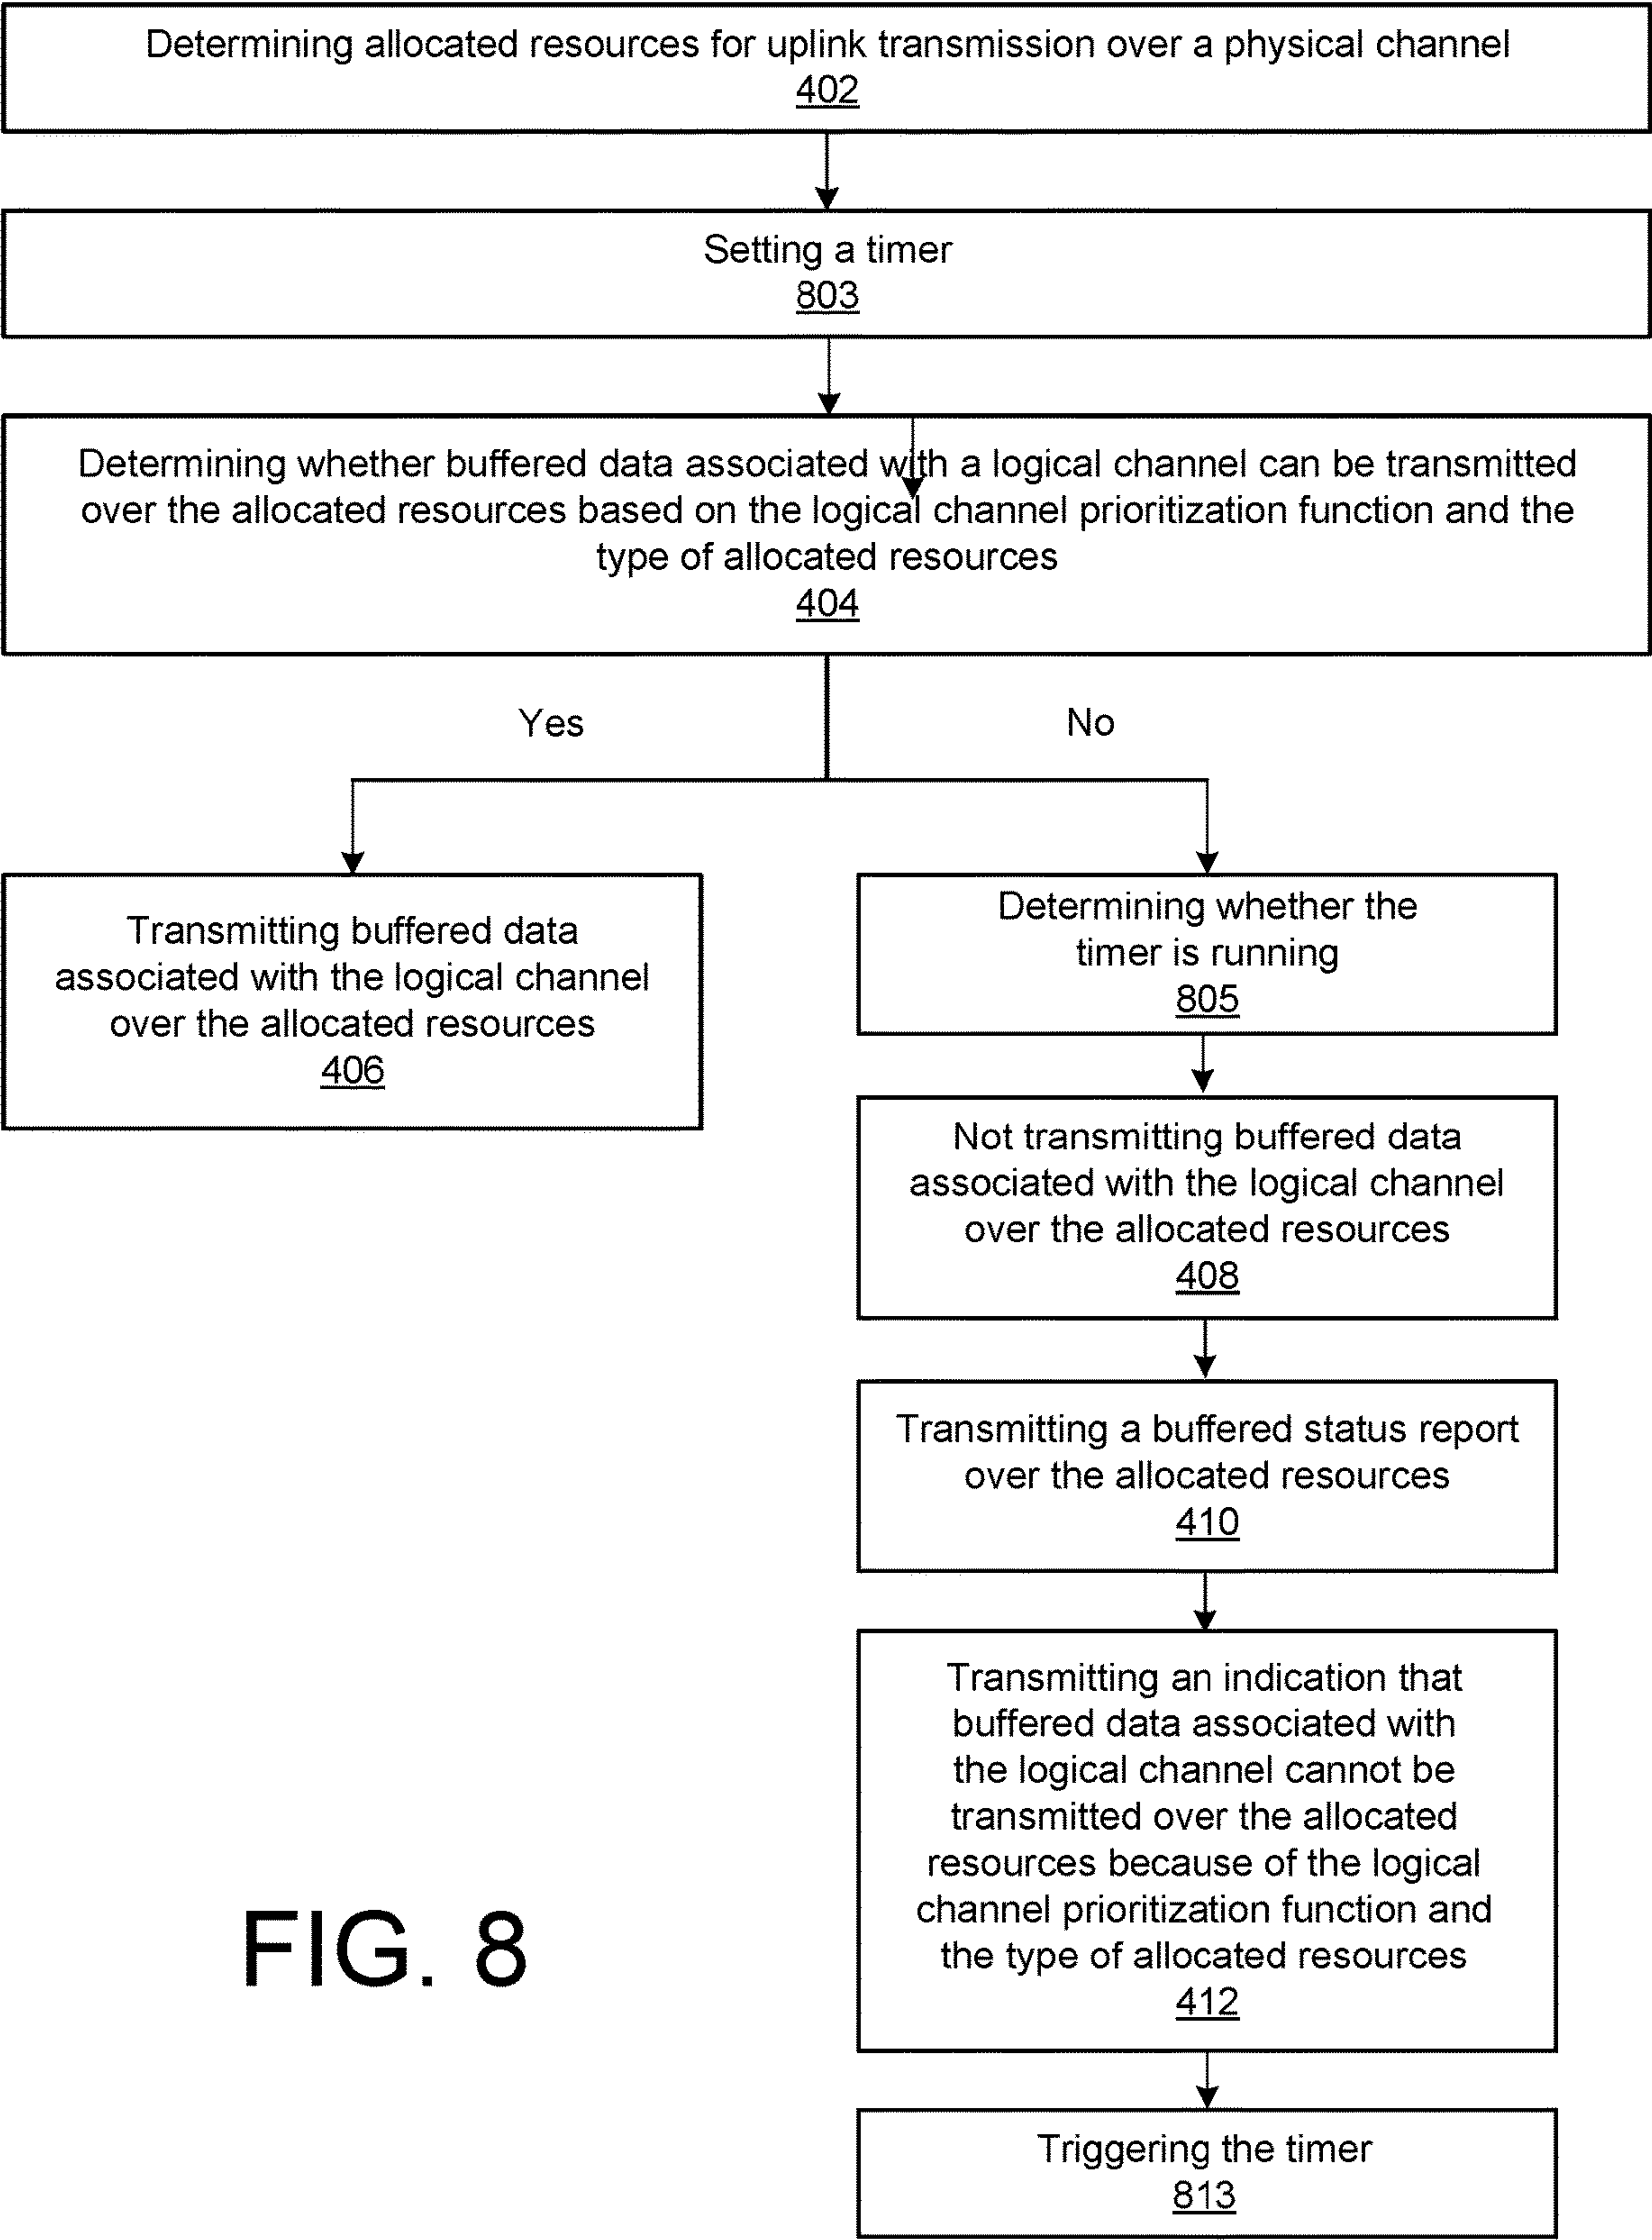 Determining allocated resources for uplink transmission over a physical channel
402
Setting a timer
803
Determining whether buffered data associated with a logical channel can be transmitted
over the allocated resources based on the logical channel prioritization function and the
type of allocated resources
404
Yes
No
Transmitting buffered data
associated with the logical channel
over the allocated resources
406
Determining whether the
timer is running
805
Not transmitting buffered data
associated with the logical channel
over the allocated resources
408
Transmitting a buffered status report
over the allocated resources
410
Transmitting an indication that
buffered data associated with
the logical channel cannot be
transmitted over the allocated
resources because of the logical
channel prioritization function and
the type of allocated resources
412
Triggering the timer
813
FIG. 8